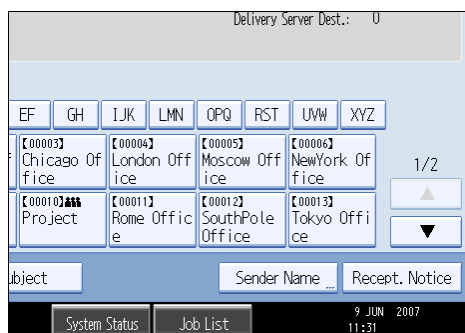 Delivery Server Dest.: 0
EF GH IJK LMN OPQ RST UVW XYZ
【00003】 【00004】 【00005】 【00006】
Chicago Of London Off Moscow Off NewYork Of
fice ice ice fice
1/2
【00010】 【00011】 【00012】 【00013】
Project Rome Offic SouthPole Tokyo Offi
e Office ce
▲
▼
ubject Sender Name Recept. Notice
System Status Job List 9 JUN 2007
11:31